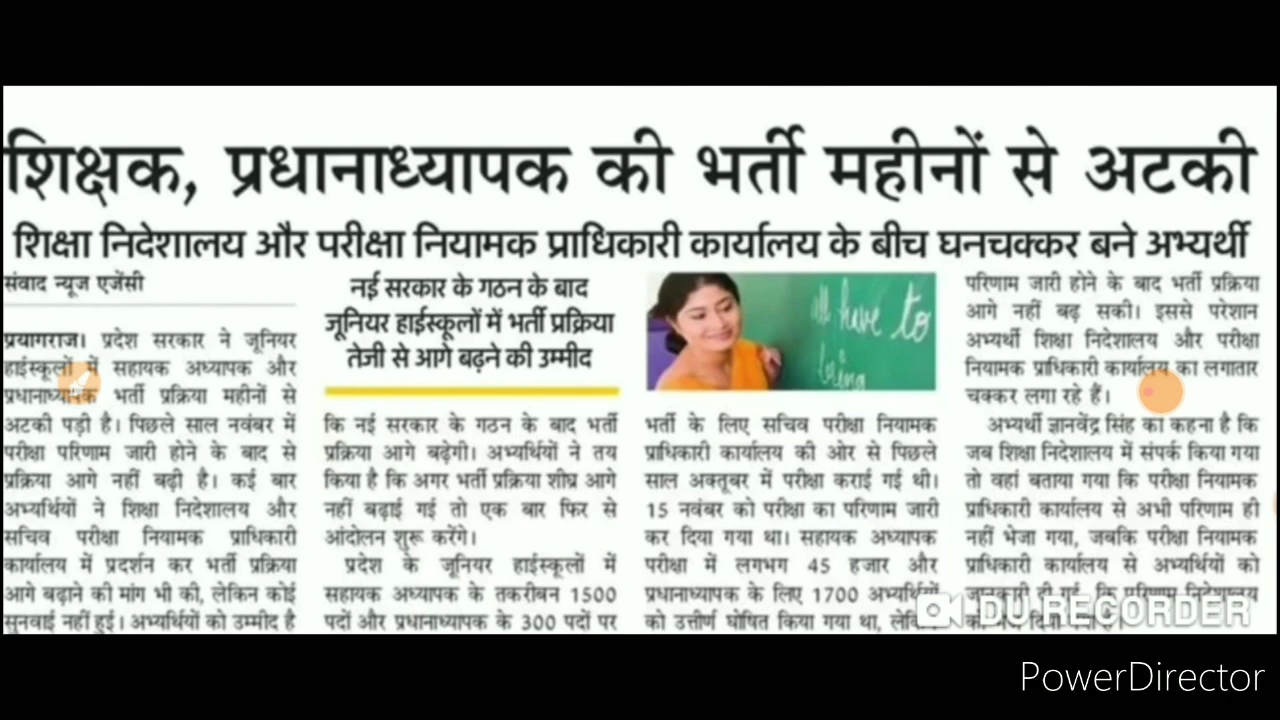 शिक्षक, प्रधानाध्यापक की भर्ती महीनों से अटकी
शिक्षा निदेशालय और परीक्षा नियामक प्राधिकारी कार्यालय के बीच घनचक्कर बने अभ्यर्थी
संवाद न्यूज एजेंसी
प्रयागराज। प्रदेश सरकार ने जूनियर
हाईस्कूलों में सहायक अध्यापक और
प्रधानाध्यापक भर्ती प्रक्रिया महीनों से
अटकी पड़ी है। पिछले साल नवंबर में
परीक्षा परिणाम जारी होने के बाद से
प्रक्रिया आगे नहीं बढ़ी है। कई बार
अभ्यर्थियों ने शिक्षा निदेशालय और
सचिव परीक्षा नियामक प्राधिकारी
कार्यालय में प्रदर्शन कर भर्ती प्रक्रिया
आगे बढ़ाने की मांग भी की, लेकिन कोई
सुनवाई नहीं हुई। अभ्यर्थियों को उम्मीद है
नई सरकार के गठन के बाद
जूनियर हाईस्कूलों में भर्ती प्रक्रिया
तेजी से आगे बढ़ने की उम्मीद
कि नई सरकार के गठन के बाद भर्ती
प्रक्रिया आगे बढ़ेगी। अभ्यर्थियों ने तय
किया है कि अगर भर्ती प्रक्रिया शीघ्र आगे
नहीं बढ़ाई गई तो एक बार फिर से
आंदोलन शुरू करेंगे।
प्रदेश के जूनियर हाईस्कूलों में
सहायक अध्यापक के तकरीबन 1500
पदों और प्रधानाध्यापक के 300 पदों पर
all have to
bring
भर्ती के लिए सचिव परीक्षा नियामक
प्राधिकारी कार्यालय की ओर से पिछले
साल अक्तूबर में परीक्षा कराई गई थी।
15 नवंबर को परीक्षा का परिणाम जारी
कर दिया गया था। सहायक अध्यापक
परीक्षा में लगभग 45 हजार और
प्रधानाध्यापक के लिए 1700 अभ्यर्थियों
को उत्तीर्ण घोषित किया गया था, लेकिन
परिणाम जारी होने के बाद भर्ती प्रक्रिया
आगे नहीं बढ़ सकी। इससे परेशान
अभ्यर्थी शिक्षा निदेशालय और परीक्षा
नियामक प्राधिकारी कार्यालय का लगातार
चक्कर लगा रहे हैं।
अभ्यर्थी ज्ञानवेंद्र सिंह का कहना है कि
जब शिक्षा निदेशालय में संपर्क किया गया
तो वहां बताया गया कि परीक्षा नियामक
प्राधिकारी कार्यालय से अभी परिणाम ही
नहीं भेजा गया, जबकि परीक्षा नियामक
प्राधिकारी कार्यालय से अभ्यर्थियों को
जानकारी दी गई कि परिणाम निदेशालय
DU RECORDER
PowerDirector